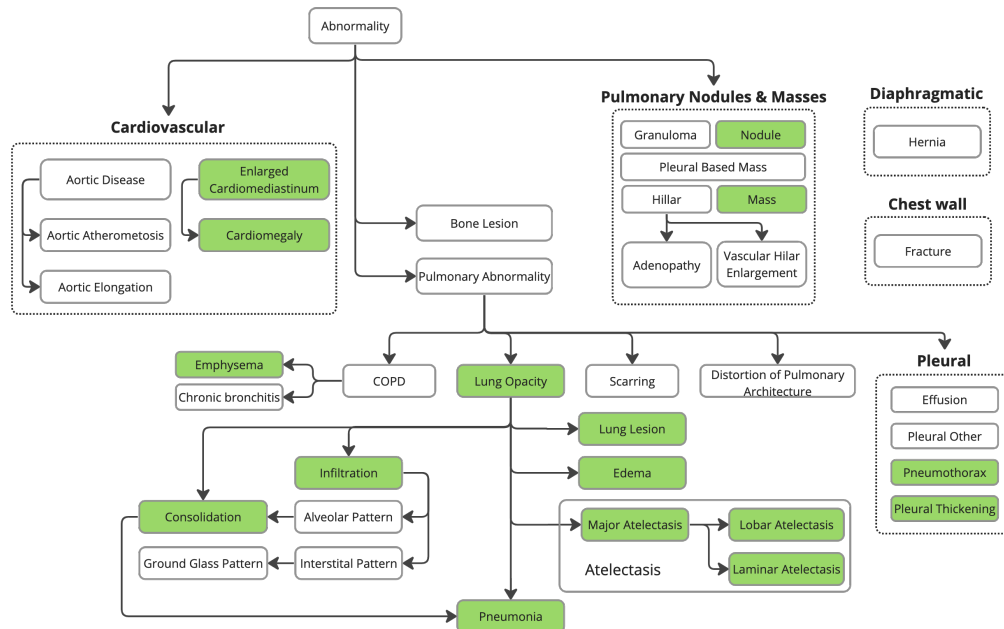 Abnormality
Cardiovascular
Aortic Disease
Enlarged
Cardiomediastinum
Aortic Atherometosis
Cardiomegaly
Aortic Elongation
Bone Lesion
Pulmonary Abnormality
Pulmonary Nodules & Masses
Granuloma
Nodule
Pleural Based Mass
Hillar
Mass
Adenopathy
Vascular Hilar
Enlargement
Diaphragmatic
Hernia
Chest wall
Fracture
Emphysema
Chronic bronchitis
COPD
Lung Opacity
Scarring
Distortion of Pulmonary
Architecture
Pleural
Effusion
Pleural Other
Pneumothorax
Pleural Thickening
Lung Lesion
Infiltration
Edema
Consolidation
Alveolar Pattern
Ground Glass Pattern
Interstital Pattern
Major Atelectasis
Lobar Atelectasis
Laminar Atelectasis
Atelectasis
Pneumonia